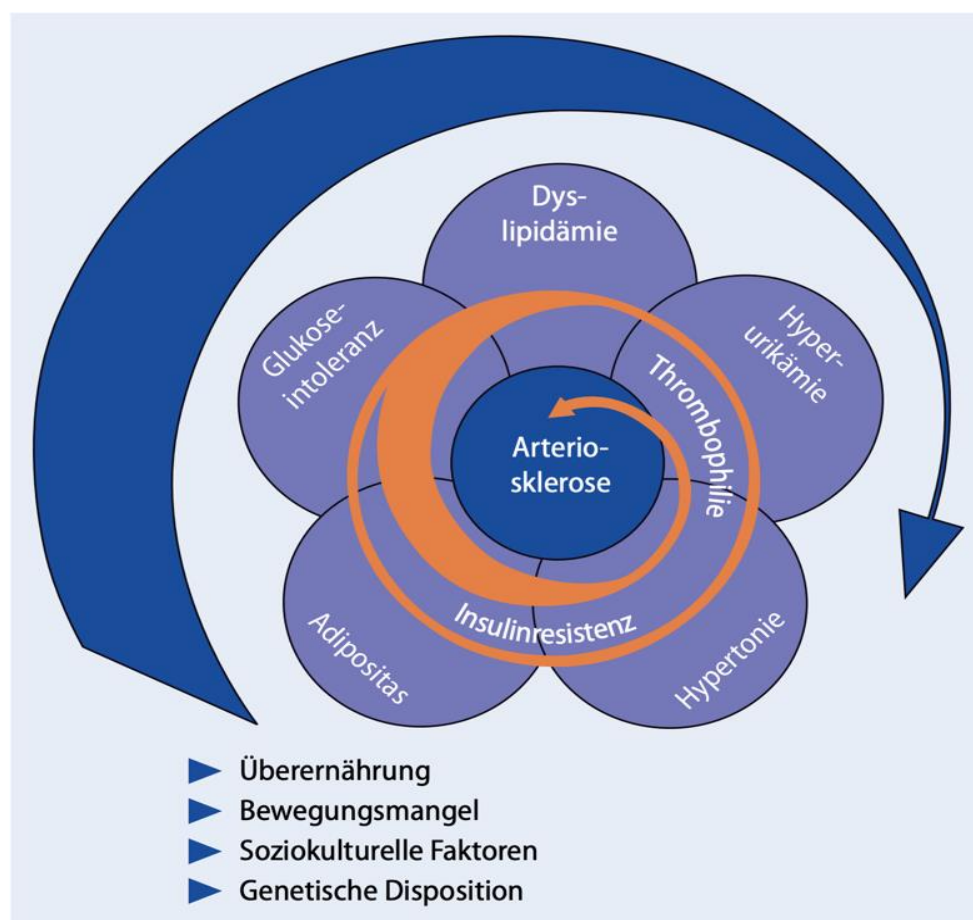 Dys-
lipidämie
Glukose-
intoleranz
Hyper-
urikämie
Thrombophilie
Arterio-
sklerose
Insulinresistenz
Adipositas
Hypertonie
Überernährung
Bewegungsmangel
Soziokulturelle Faktoren
Genetische Disposition